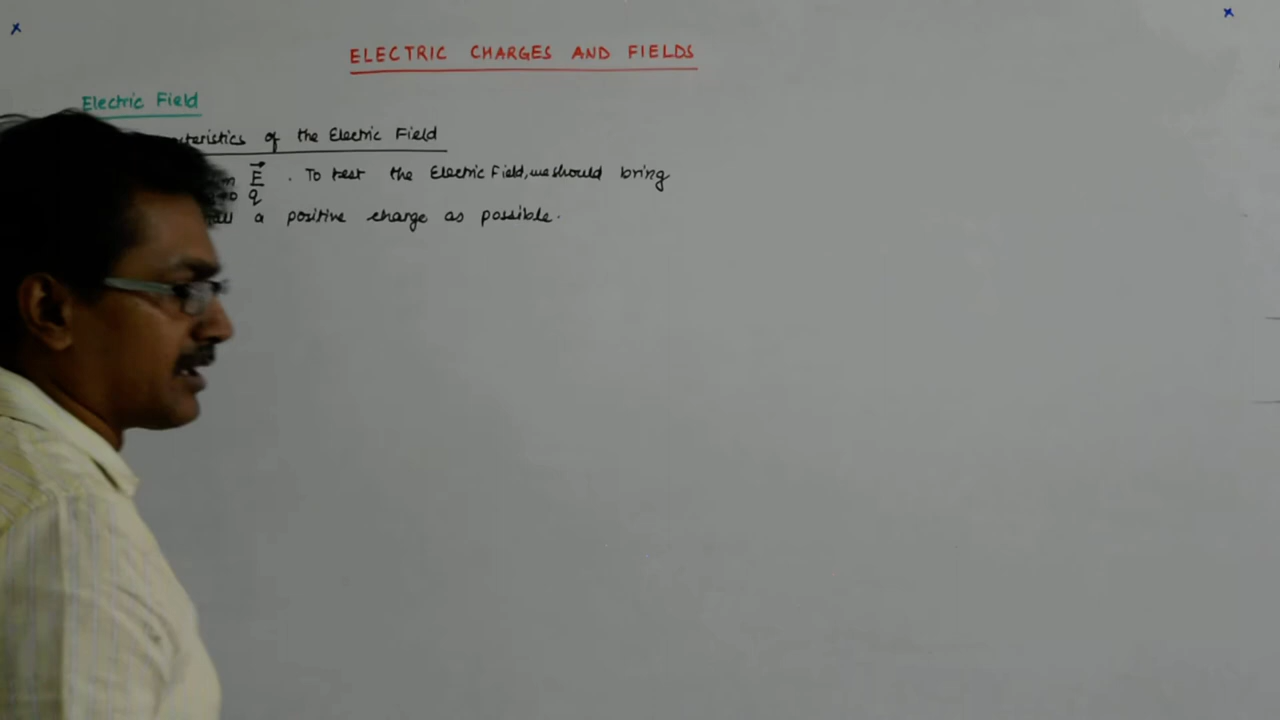 ELECTRIC CHARGES AND FIELDS
Electric Field
of the Electric Field
E⃗ . To test the Electric Field, we should bring
q
a positive charge as possible.